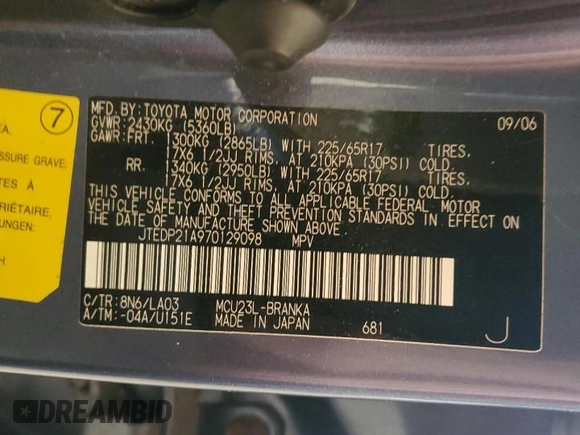 7
EA.
SSURE GRAVE:
TES À
RIÉTAIRE.
UNGEN:
H
MFD. BY: TOYOTA MOTOR CORPORATION 09/06
GVWR: 2430KG (5360LB)
GAWR: FRT. 1300KG (2865LB) WITH 225/65R17 TIRES,
17X6 1/2JJ RIMS, AT 210KPA (30PSI) COLD.
RR. 1340KG (2950LB) WITH 225/65R17 TIRES,
17X6 1/2JJ RIMS, AT 210KPA (30PSI) COLD.
THIS VEHICLE CONFORMS TO ALL APPLICABLE FEDERAL MOTOR
VEHICLE SAFETY AND THEFT PREVENTION STANDARDS IN EFFECT ON
THE DATE OF MANUFACTURE SHOWN ABOVE.
JTEDP21A970129098 MPV
C/TR: 8N6/LA03 MCU23L-BRANKA
A/TM: -04A/U151E MADE IN JAPAN 681 J
DREAMBID